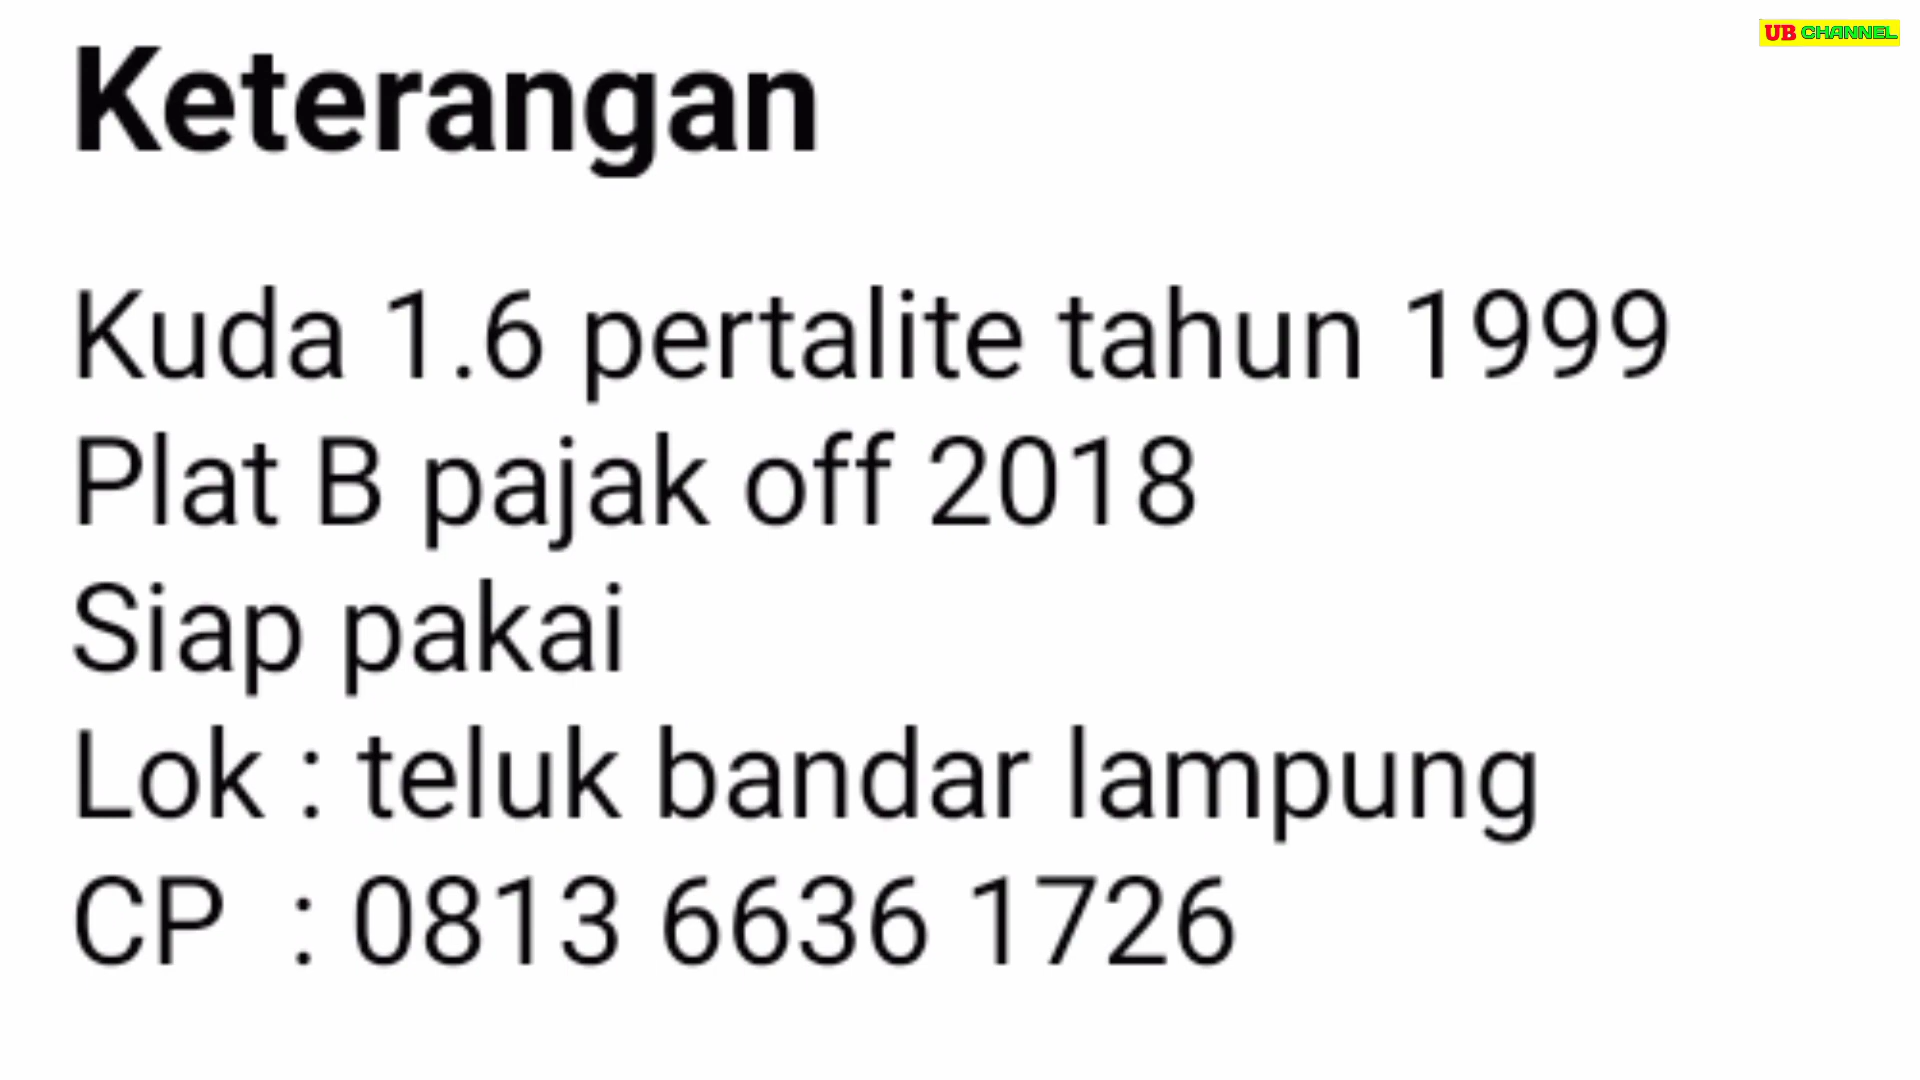 UB CHANNEL
Keterangan
Kuda 1.6 pertalite tahun 1999
Plat B pajak off 2018
Siap pakai
Lok : teluk bandar lampung
CP : 0813 6636 1726